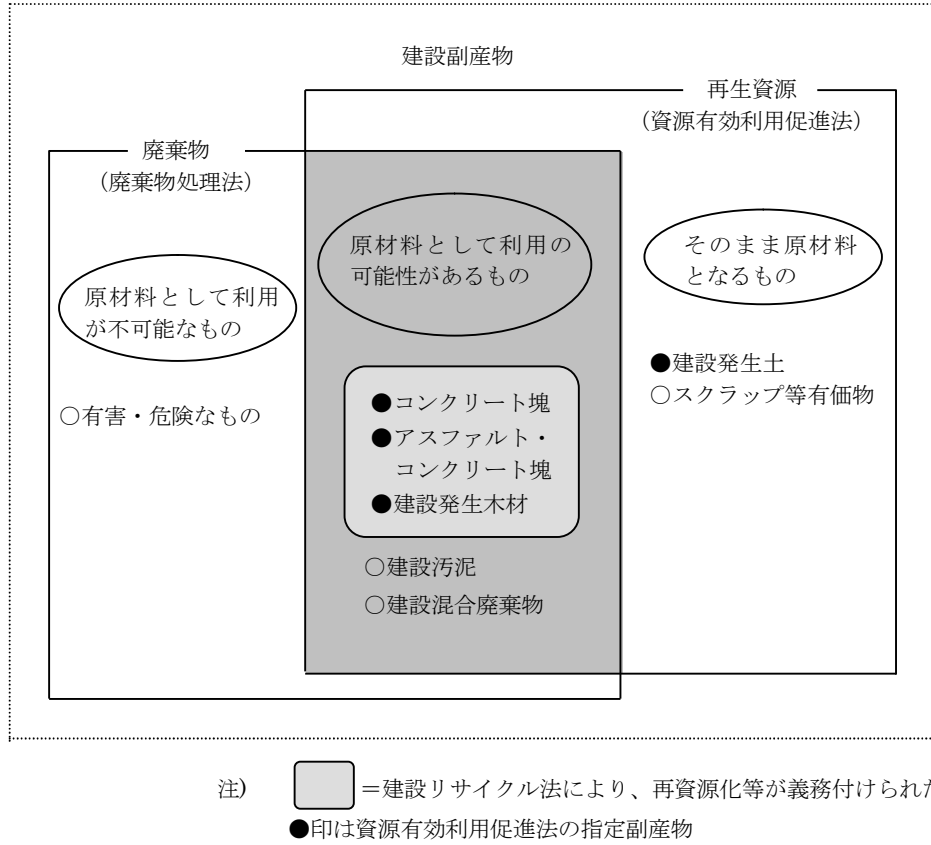 建設副産物
再生資源
(資源有効利用促進法)
廃棄物
(廃棄物処理法)
原材料として利用の
可能性があるもの
そのまま原材料
となるもの
原材料として利用
が不可能なもの
●建設発生土
○スクラップ等有価物
○有害・危険なもの
●コンクリート塊
●アスファルト・
コンクリート塊
●建設発生木材
○建設汚泥
○建設混合廃棄物
注) =建設リサイクル法により、再資源化等が義務付けられた
●印は資源有効利用促進法の指定副産物